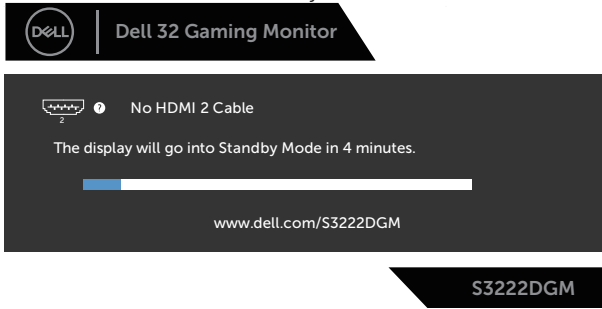 DELL
Dell 32 Gaming Monitor
2
? No HDMI 2 Cable
The display will go into Standby Mode in 4 minutes.
www.dell.com/S3222DGM
S3222DGM